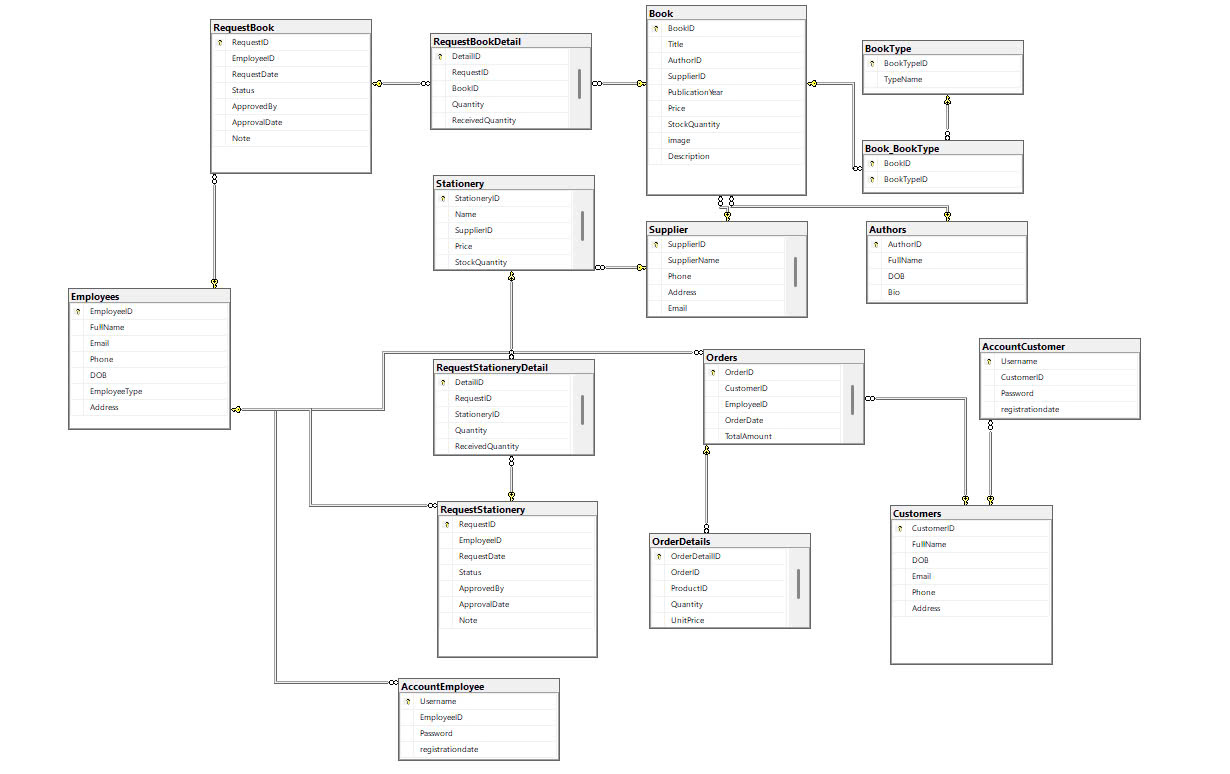 RequestBook
RequestID
EmployeeID
RequestDate
Status
ApprovedBy
ApprovalDate
Note
RequestBookDetail
DetailID
RequestID
BookID
Quantity
ReceivedQuantity
Book
BookID
Title
AuthorID
SupplierID
PublicationYear
Price
StockQuantity
image
Description
BookType
BookTypeID
TypeName
Book_BookType
BookID
BookTypeID
Stationery
StationeryID
Name
SupplierID
Price
StockQuantity
Supplier
SupplierID
SupplierName
Phone
Address
Email
Authors
AuthorID
FullName
DOB
Bio
Employees
EmployeeID
FullName
Email
Phone
DOB
EmployeeType
Address
RequestStationeryDetail
DetailID
RequestID
StationeryID
Quantity
ReceivedQuantity
Orders
OrderID
CustomerID
EmployeeID
OrderDate
TotalAmount
AccountCustomer
Username
CustomerID
Password
registrationdate
RequestStationery
RequestID
EmployeeID
RequestDate
Status
ApprovedBy
ApprovalDate
Note
OrderDetails
OrderDetailID
OrderID
ProductID
Quantity
UnitPrice
Customers
CustomerID
FullName
DOB
Email
Phone
Address
AccountEmployee
Username
EmployeeID
Password
registrationdate